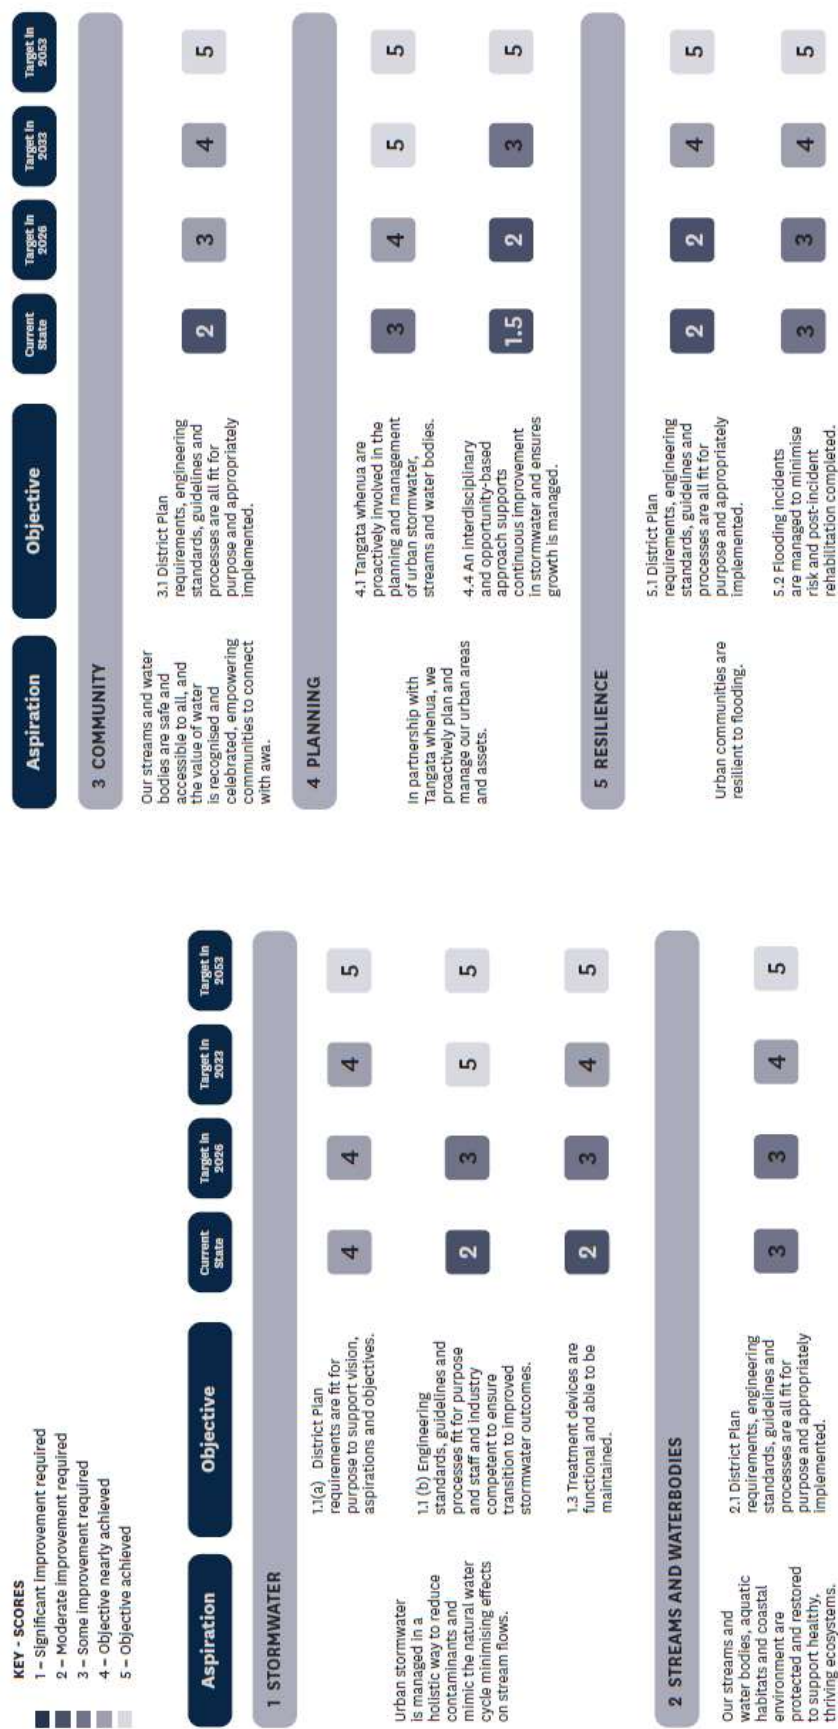 KEY - SCORES
1 – Significant improvement required
2 – Moderate improvement required
3 – Some improvement required
4 – Objective nearly achieved
5 – Objective achieved
Aspiration
Objective
Current
State
Target in
2026
Target in
2033
Target in
2053
1 STORMWATER
Urban stormwater
is managed in a
holistic way to reduce
contaminants and
mimic the natural water
cycle minimising effects
on stream flows.
1.1(a) District Plan
requirements are fit for
purpose to support vision,
aspirations and objectives.
4
4
4
5
1.1 (b) Engineering
standards, guidelines and
processes fit for purpose
and staff and industry
competent to ensure
transition to improved
stormwater outcomes.
2
3
5
5
1.3 Treatment devices are
functional and able to be
maintained.
2
3
4
5
2 STREAMS AND WATERBODIES
Our streams and
water bodies, aquatic
habitats and coastal
environment are
protected and restored
to support healthy,
thriving ecosystems.
2.1 District Plan
requirements, engineering
standards, guidelines and
processes are all fit for
purpose and appropriately
implemented.
3
3
4
5
Aspiration
Objective
Current
State
Target in
2026
Target in
2033
Target in
2053
3 COMMUNITY
Our streams and water
bodies are safe and
accessible to all, and
the value of water
is recognised and
celebrated, empowering
communities to connect
with awa.
3.1 District Plan
requirements, engineering
standards, guidelines and
processes are all fit for
purpose and appropriately
implemented.
2
3
4
5
4 PLANNING
In partnership with
Tangata whenua, we
proactively plan and
manage our urban areas
and assets.
4.1 Tangata whenua are
proactively involved in the
planning and management
of urban stormwater,
streams and water bodies.
3
4
5
5
4.4 An interdisciplinary
and opportunity-based
approach supports
continuous improvement
in stormwater and ensures
growth is managed.
1.5
2
3
5
5 RESILIENCE
Urban communities are
resilient to flooding.
5.1 District Plan
requirements, engineering
standards, guidelines and
processes are all fit for
purpose and appropriately
implemented.
2
2
4
5
5.2 Flooding incidents
are managed to minimise
risk and post-incident
rehabilitation completed.
3
3
4
5